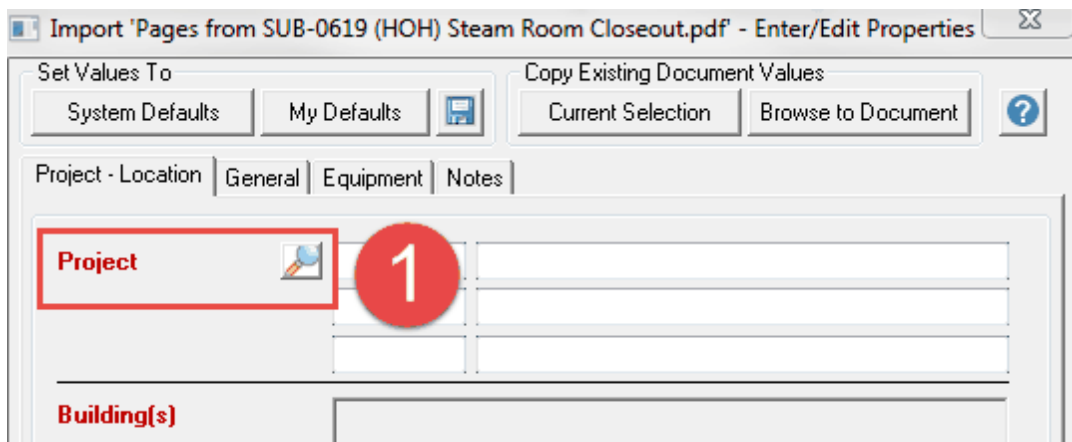 Import 'Pages from SUB-0619 (HOH) Steam Room Closeout.pdf' - Enter/Edit Properties
Set Values To
Copy Existing Document Values
System Defaults
My Defaults
Current Selection
Browse to Document
?
Project - Location
General
Equipment
Notes
Project
1
Building(s)